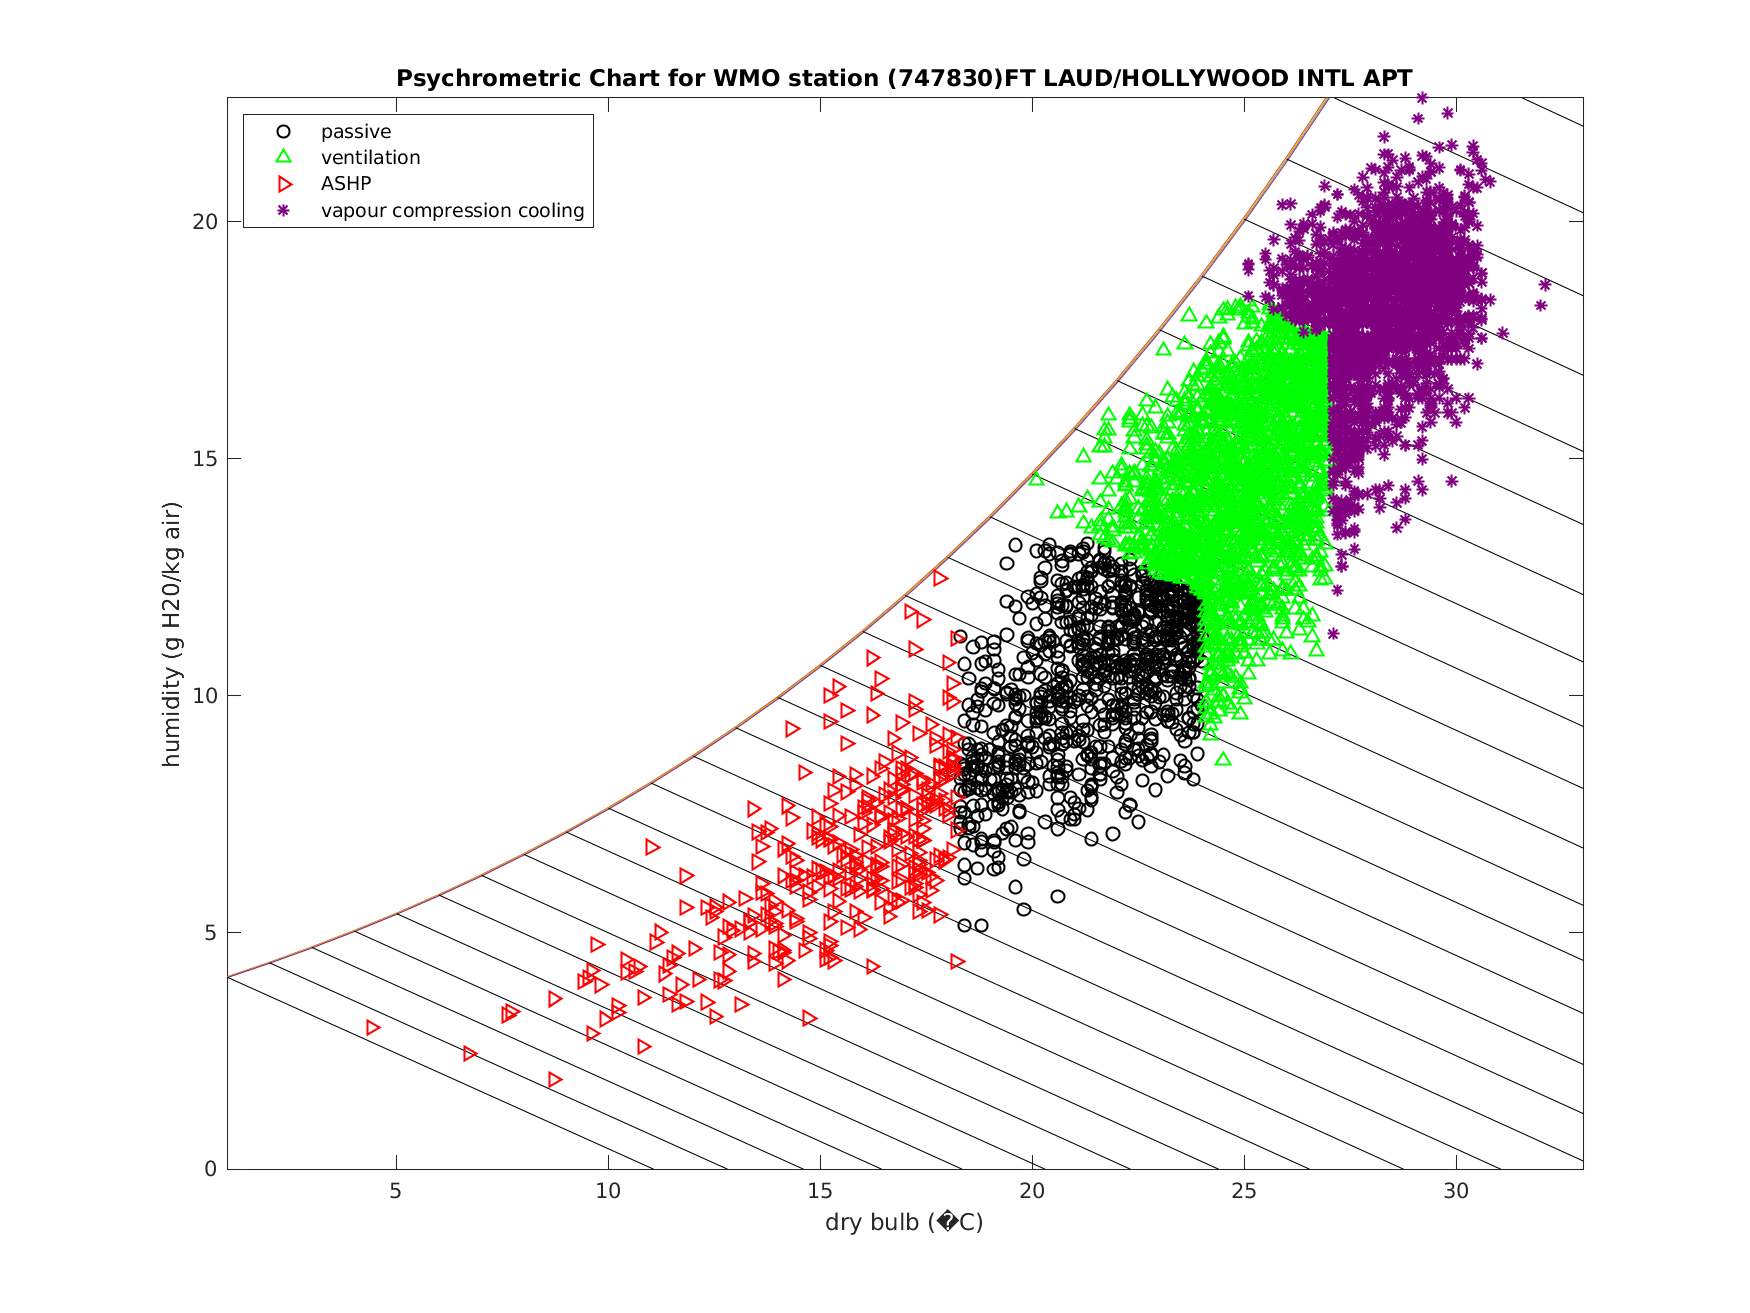 Psychrometric Chart for WMO station (747830)FT LAUD/HOLLYWOOD INTL APT
passive
ventilation
ASHP
vapour compression cooling
20
15
10
5
0
humidity (g H20/kg air)
5 10 15 20 25 30
dry bulb (�C)